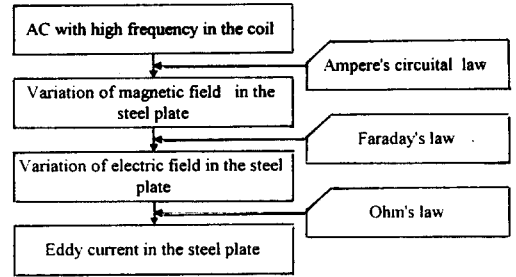 AC with high frequency in the coil
Ampere's circuital law
Variation of magnetic field in the
steel plate
Faraday's law
Variation of electric field in the steel
plate
Ohm's law
Eddy current in the steel plate